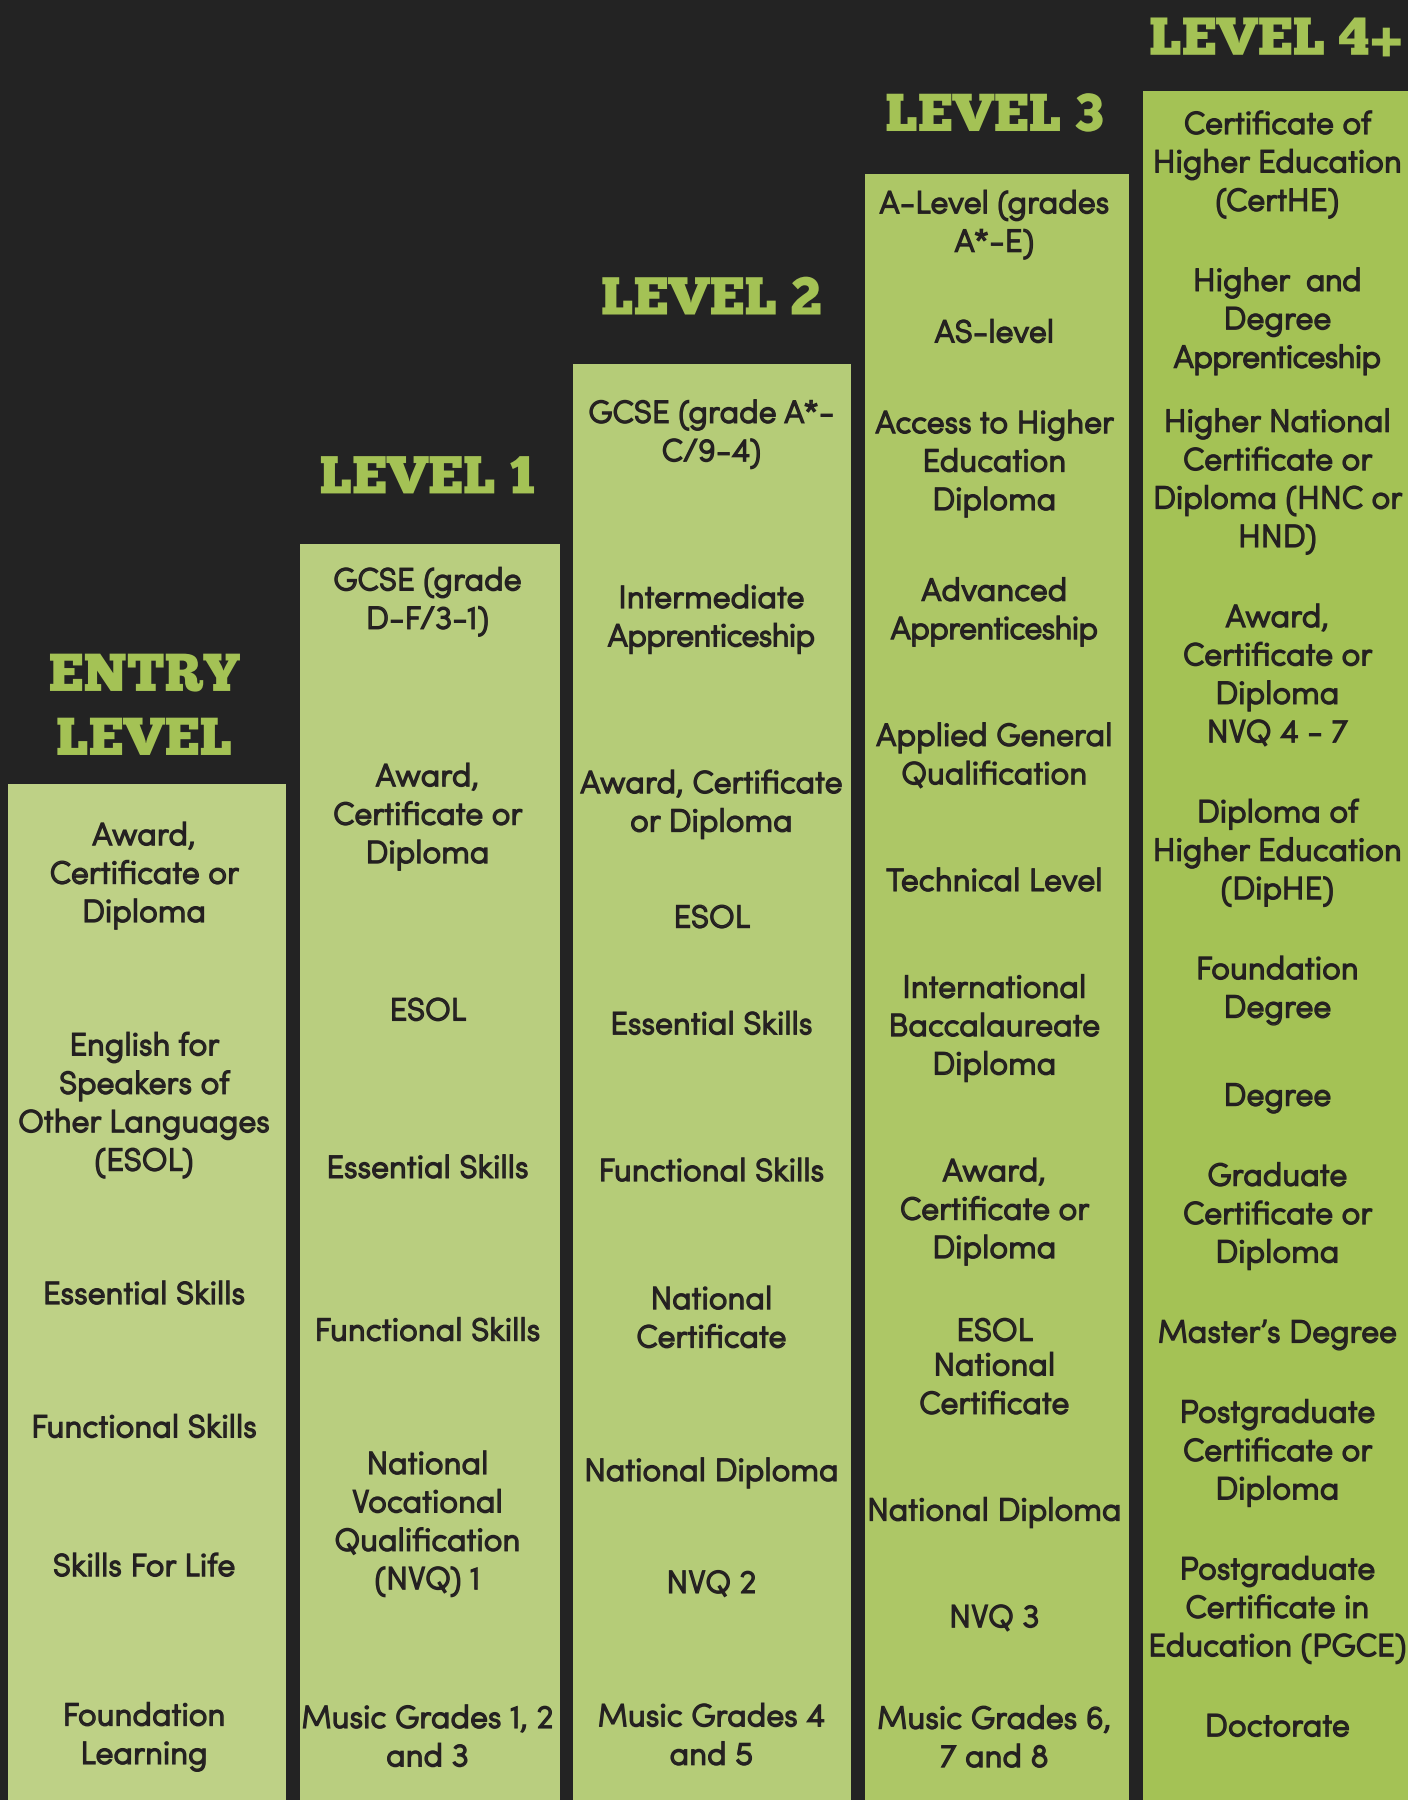 ENTRY
LEVEL
Award,
Certificate or
Diploma
English for
Speakers of
Other Languages
(ESOL)
Essential Skills
Functional Skills
Skills For Life
Foundation
Learning
LEVEL 1
GCSE (grade
D-F/3-1)
Award,
Certificate or
Diploma
ESOL
Essential Skills
Functional Skills
National
Vocational
Qualification
(NVQ) 1
Music Grades 1, 2
and 3
LEVEL 2
GCSE (grade A*-
C/9-4)
Intermediate
Apprenticeship
Award, Certificate
or Diploma
ESOL
Essential Skills
Functional Skills
National
Certificate
National Diploma
NVQ 2
Music Grades 4
and 5
LEVEL 3
A-Level (grades
A*-E)
AS-level
Access to Higher
Education
Diploma
Advanced
Apprenticeship
Applied General
Qualification
Technical Level
International
Baccalaureate
Diploma
Award,
Certificate or
Diploma
ESOL
National
Certificate
National Diploma
NVQ 3
Music Grades 6,
7 and 8
LEVEL 4+
Certificate of
Higher Education
(CertHE)
Higher and
Degree
Apprenticeship
Higher National
Certificate or
Diploma (HNC or
HND)
Award,
Certificate or
Diploma
NVQ 4 - 7
Diploma of
Higher Education
(DipHE)
Foundation
Degree
Degree
Graduate
Certificate or
Diploma
Master's Degree
Postgraduate
Certificate or
Diploma
Postgraduate
Certificate in
Education (PGCE)
Doctorate